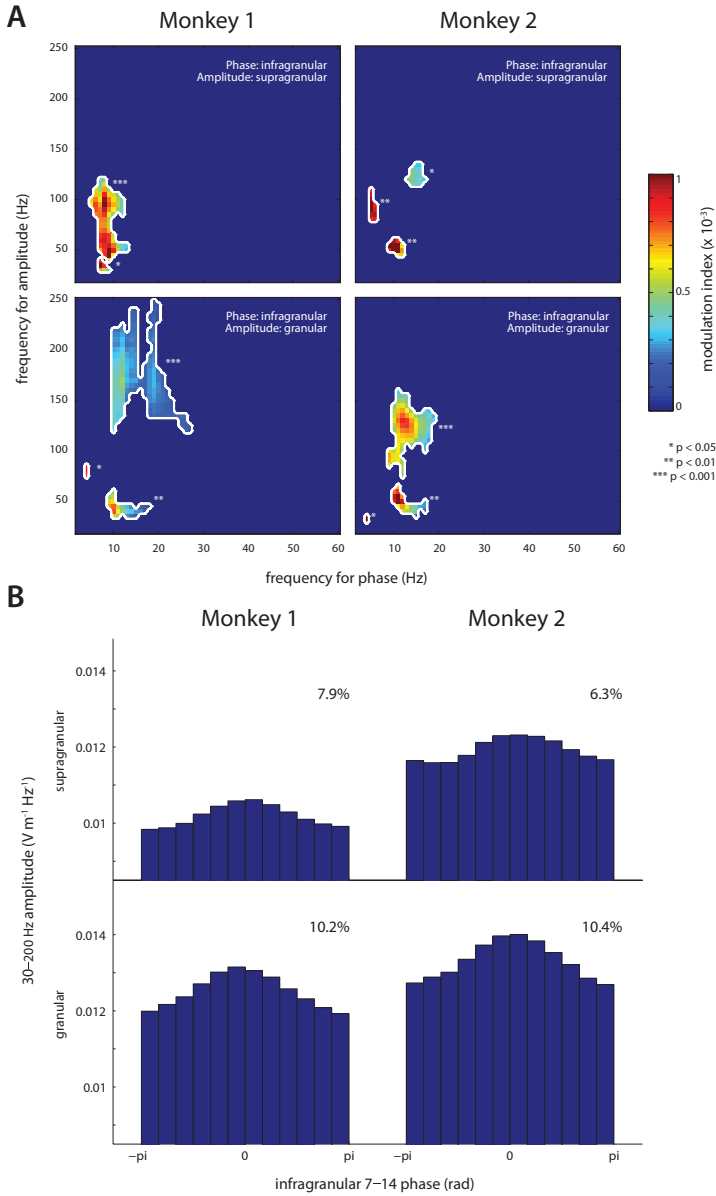 A
Monkey 1
Monkey 2
250
200
150
100
50
Phase: infragranular
Amplitude: supragranular
***
*
Phase: infragranular
Amplitude: supragranular
*
**
**
250
200
150
100
50
Phase: infragranular
Amplitude: granular
***
*
**
Phase: infragranular
Amplitude: granular
***
**
*
frequency for amplitude (Hz)
10 20 30 40 50 60
10 20 30 40 50 60
frequency for phase (Hz)
1
0.5
0
modulation index (x 10⁻³)
* p < 0.05
** p < 0.01
*** p < 0.001
B
Monkey 1
Monkey 2
0.014
0.012
0.01
supragranular
7.9%
6.3%
30–200 Hz amplitude (V m⁻¹ Hz⁻¹)
0.014
0.012
0.01
granular
10.2%
10.4%
−pi 0 pi
−pi 0 pi
infragranular 7–14 phase (rad)